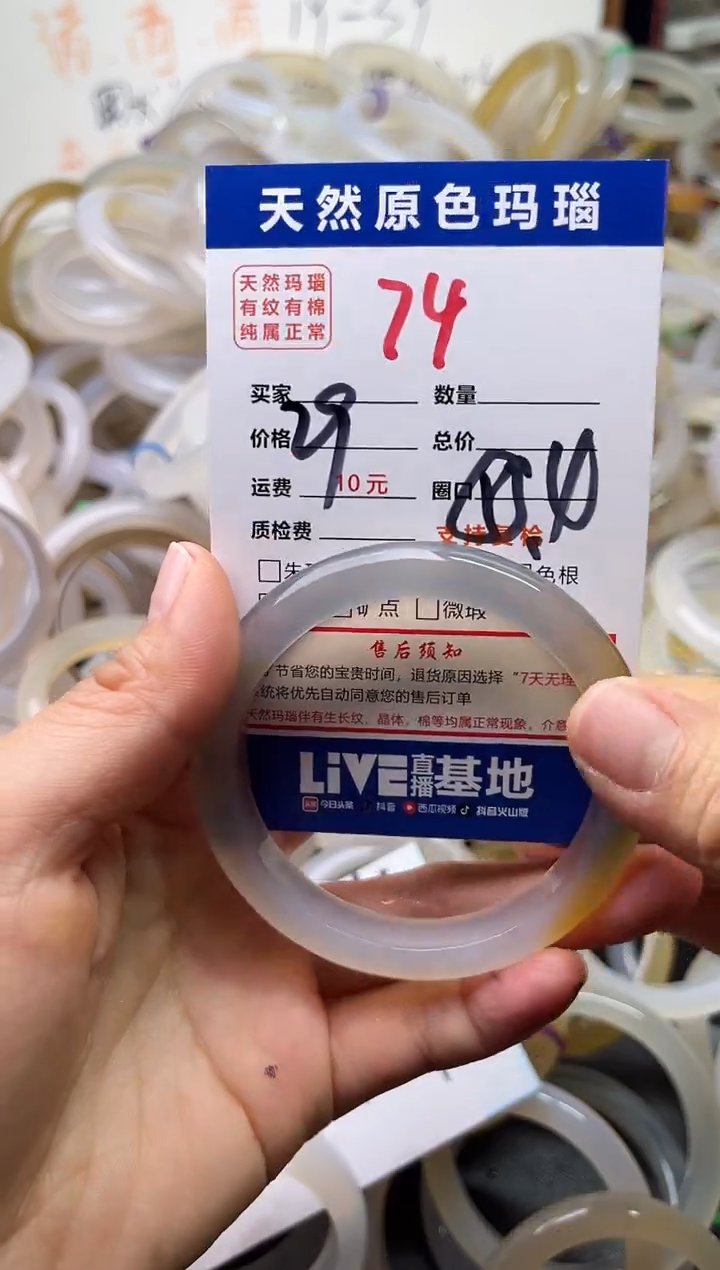 天然原色玛瑙
天然玛瑙
有纹有棉
纯属正常
74
买家
数量
价格 29
总价
运费 10元
圈口
质检费
支持复检
色根
矿点 微瑕
售后须知
节省您的宝贵时间，退货原因选择“7天无理
系统将优先自动同意您的售后订单
天然玛瑙伴有生长纹、晶体，棉等均属正常现象，介意
LiVE直播基地
今日头条 抖音 西瓜视频 抖音火山版